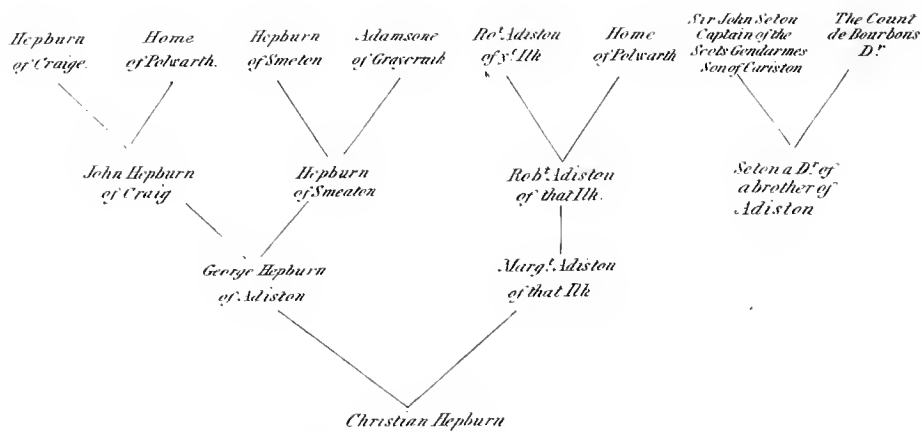 Hepburn
of Craige.
Home
of Polwarth.
Hepburn
of Smeton
Adamsone
of Graycruik
Rot. Adiston
of yt. Ilk
Home
of Polwarth
Sir John Seton
Captain of the
Scots Gendarmes
Son of Cariston
The Count
de Bourbons
Dr.
John Hepburn
of Craig
Hepburn
of Smeaton
Robt. Adiston
of that Ilk.
Seton a Dr. of
a brother of
Adiston
George Hepburn
of Adiston
Margt. Adiston
of that Ilk
Christian Hepburn